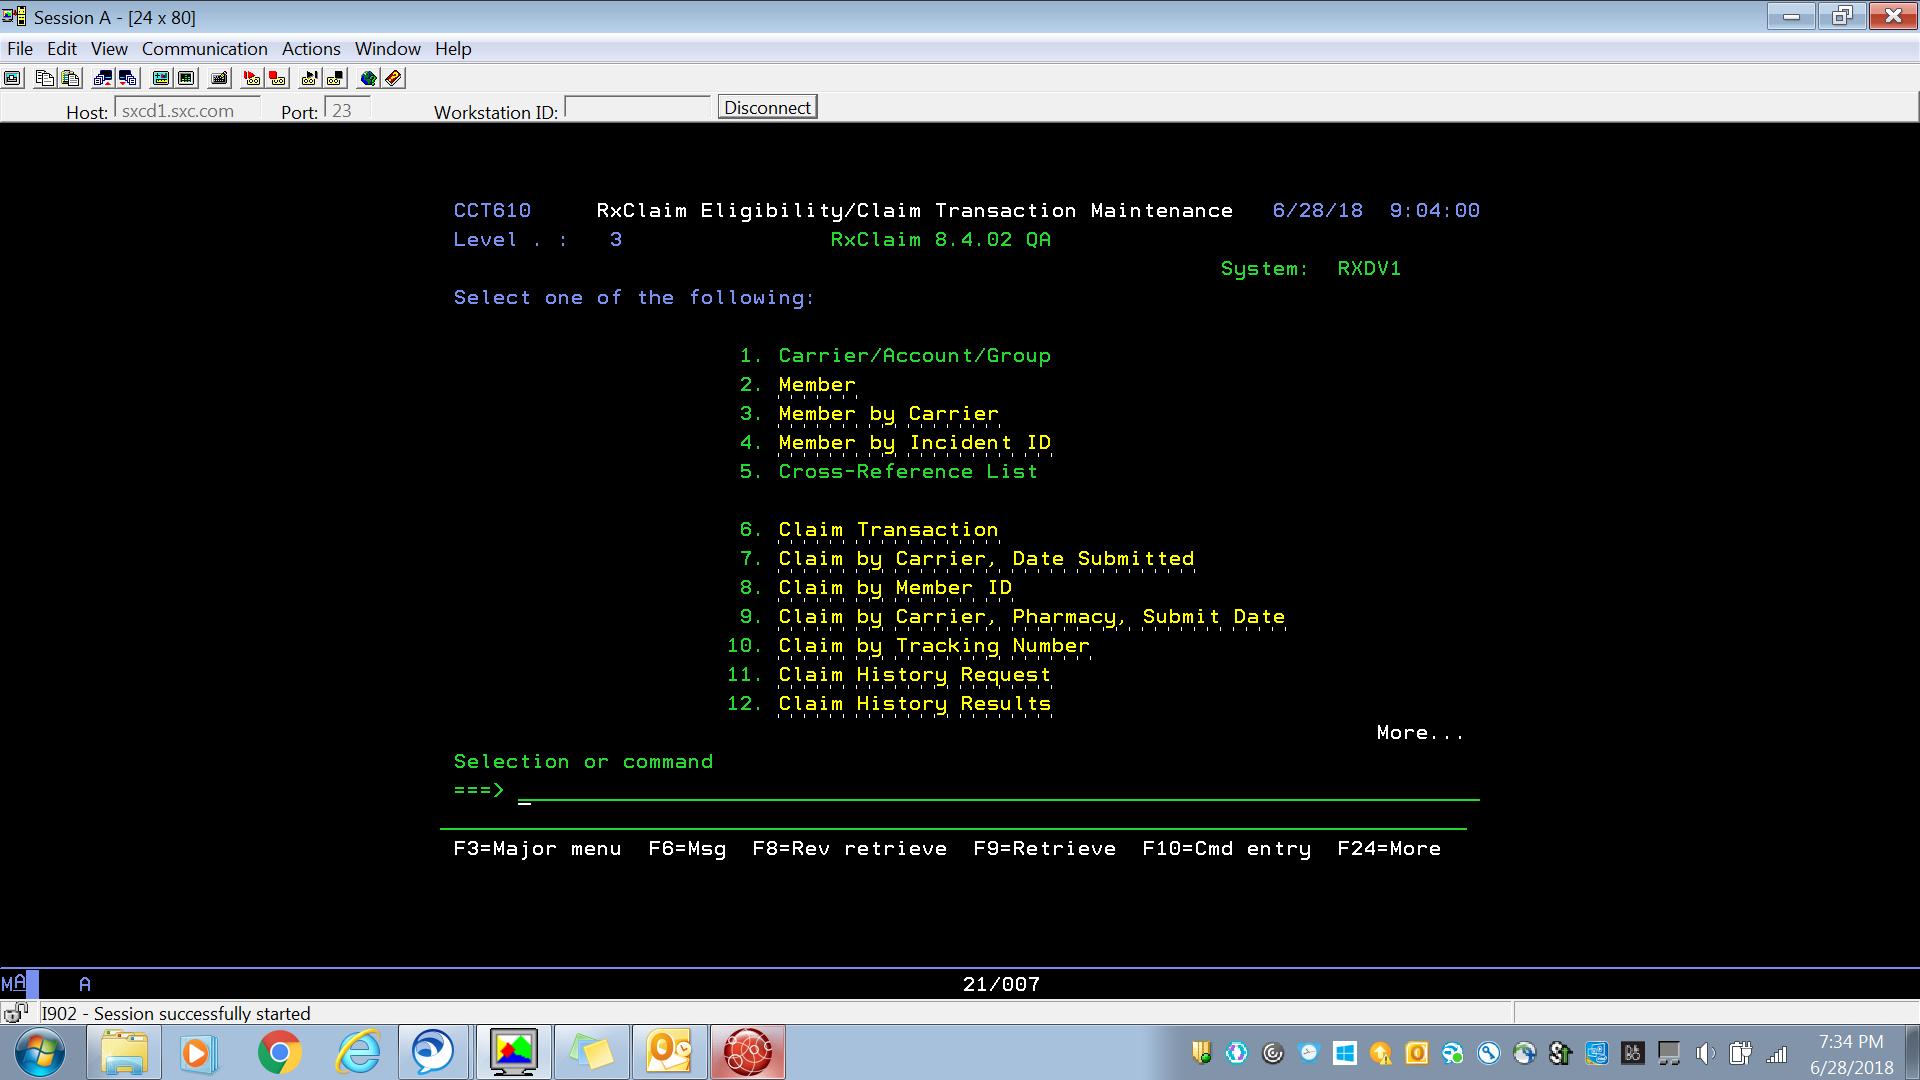 Session A - [24 x 80]
File Edit View Communication Actions Window Help
Host: sxcd1.sxc.com Port: 23 Workstation ID: Disconnect
CCT610 RxClaim Eligibility/Claim Transaction Maintenance 6/28/18 9:04:00
Level . : 3 RxClaim 8.4.02 QA
System: RXDV1
Select one of the following:
1. Carrier/Account/Group
2. Member
3. Member by Carrier
4. Member by Incident ID
5. Cross-Reference List
6. Claim Transaction
7. Claim by Carrier, Date Submitted
8. Claim by Member ID
9. Claim by Carrier, Pharmacy, Submit Date
10. Claim by Tracking Number
11. Claim History Request
12. Claim History Results
More...
Selection or command
===>
F3=Major menu F6=Msg F8=Rev retrieve F9=Retrieve F10=Cmd entry F24=More
MA A 21/007
I902 - Session successfully started
7:34 PM
6/28/2018